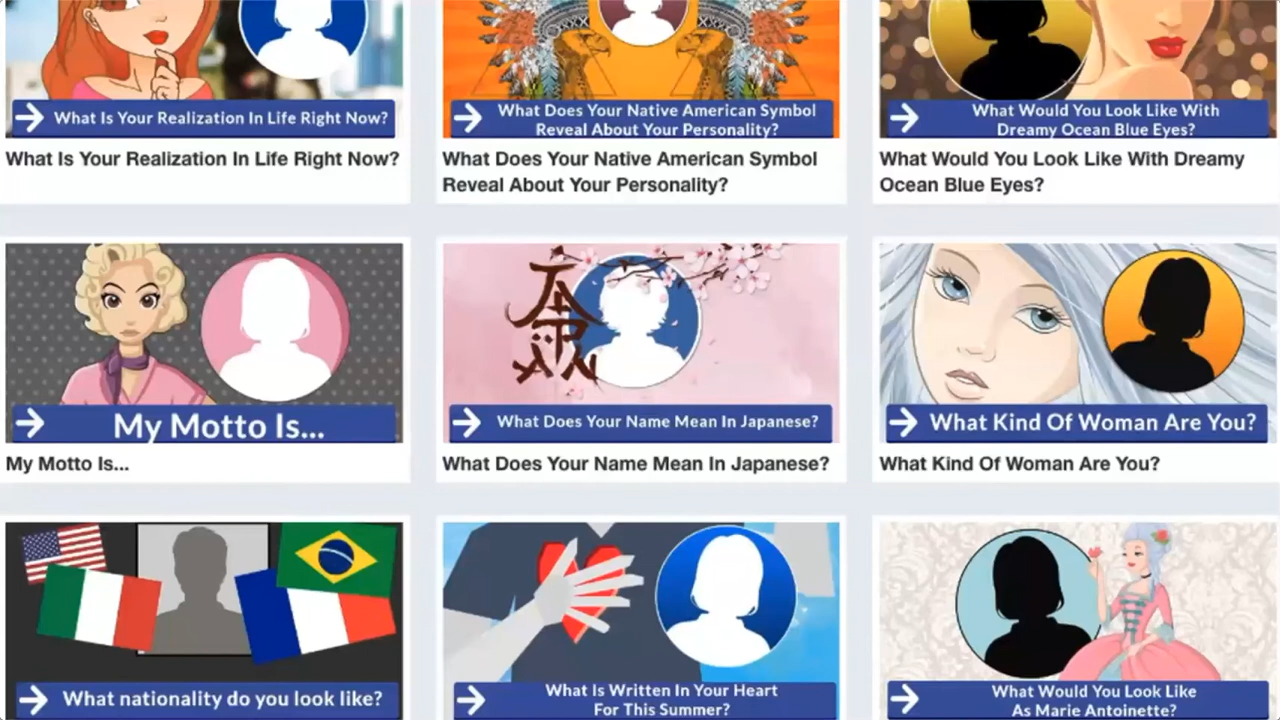 What Is Your Realization In Life Right Now?
What Does Your Native American Symbol
Reveal About Your Personality?
What Would You Look Like With
Dreamy Ocean Blue Eyes?
What Is Your Realization In Life Right Now?
What Does Your Native American Symbol
Reveal About Your Personality?
What Would You Look Like With Dreamy
Ocean Blue Eyes?
My Motto Is...
What Does Your Name Mean In Japanese?
What Kind Of Woman Are You?
My Motto Is...
What Does Your Name Mean In Japanese?
What Kind Of Woman Are You?
What nationality do you look like?
What Is Written In Your Heart
For This Summer?
What Would You Look Like
As Marie Antoinette?